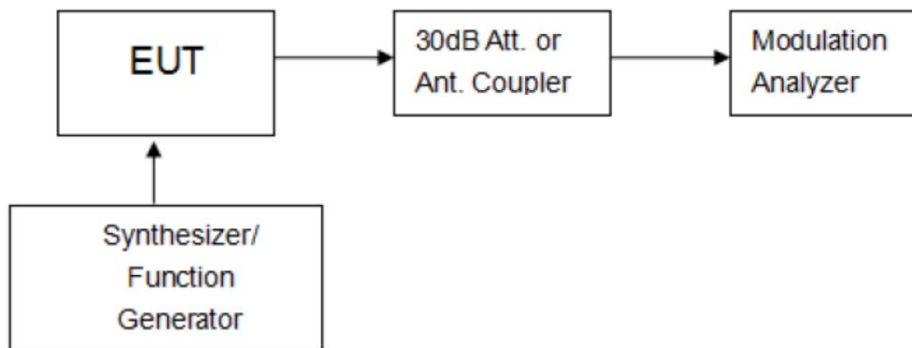 EUT
30dB Att. or
Ant. Coupler
Modulation
Analyzer
Synthesizer/
Function
Generator